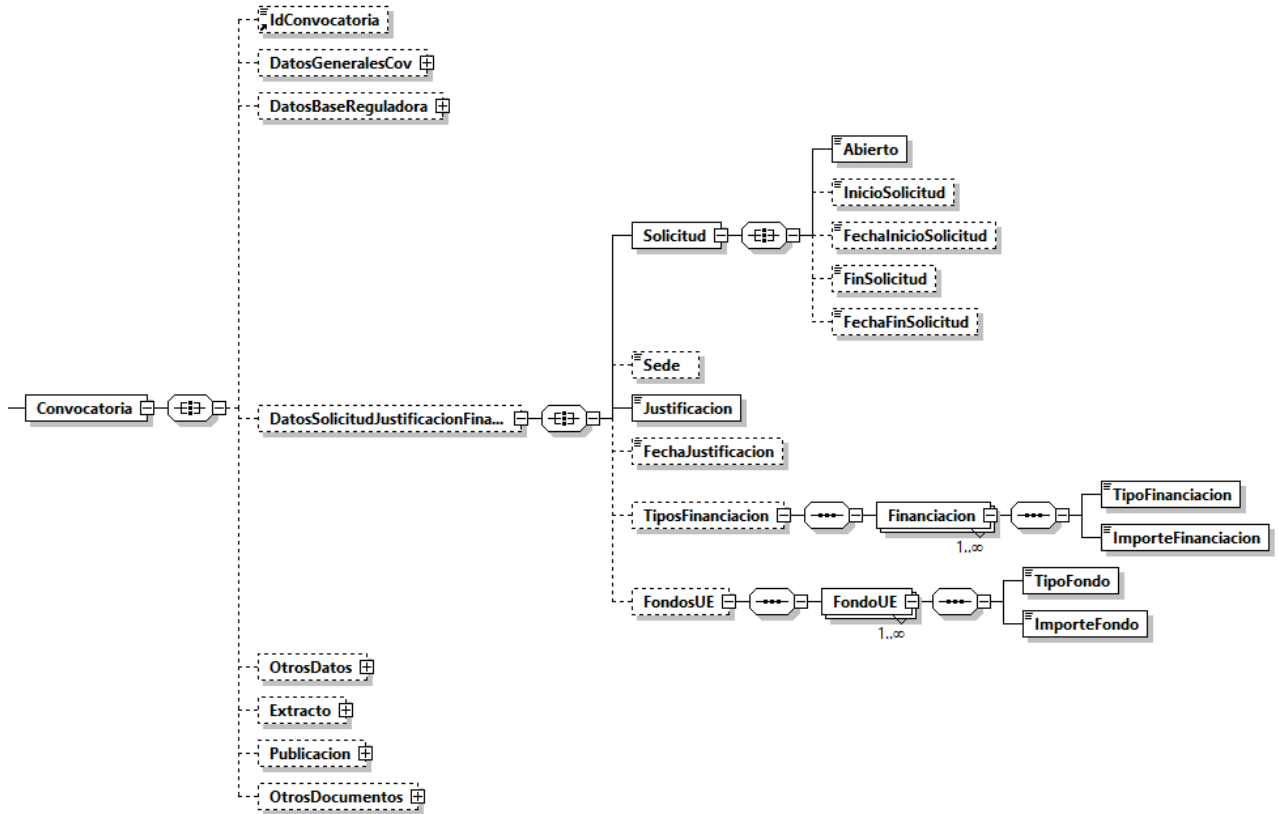 IdConvocatoria
DatosGeneralesCov
DatosBaseReguladora
Abierto
InicioSolicitud
Solicitud
FechaInicioSolicitud
FinSolicitud
FechaFinSolicitud
Sede
Convocatoria
DatosSolicitudJustificacionFina...
Justificacion
FechaJustificacion
TipoFinanciacion
TiposFinanciacion
Financiacion
ImporteFinanciacion
1..∞
TipoFondo
FondosUE
FondoUE
ImporteFondo
1..∞
OtrosDatos
Extracto
Publicacion
OtrosDocumentos